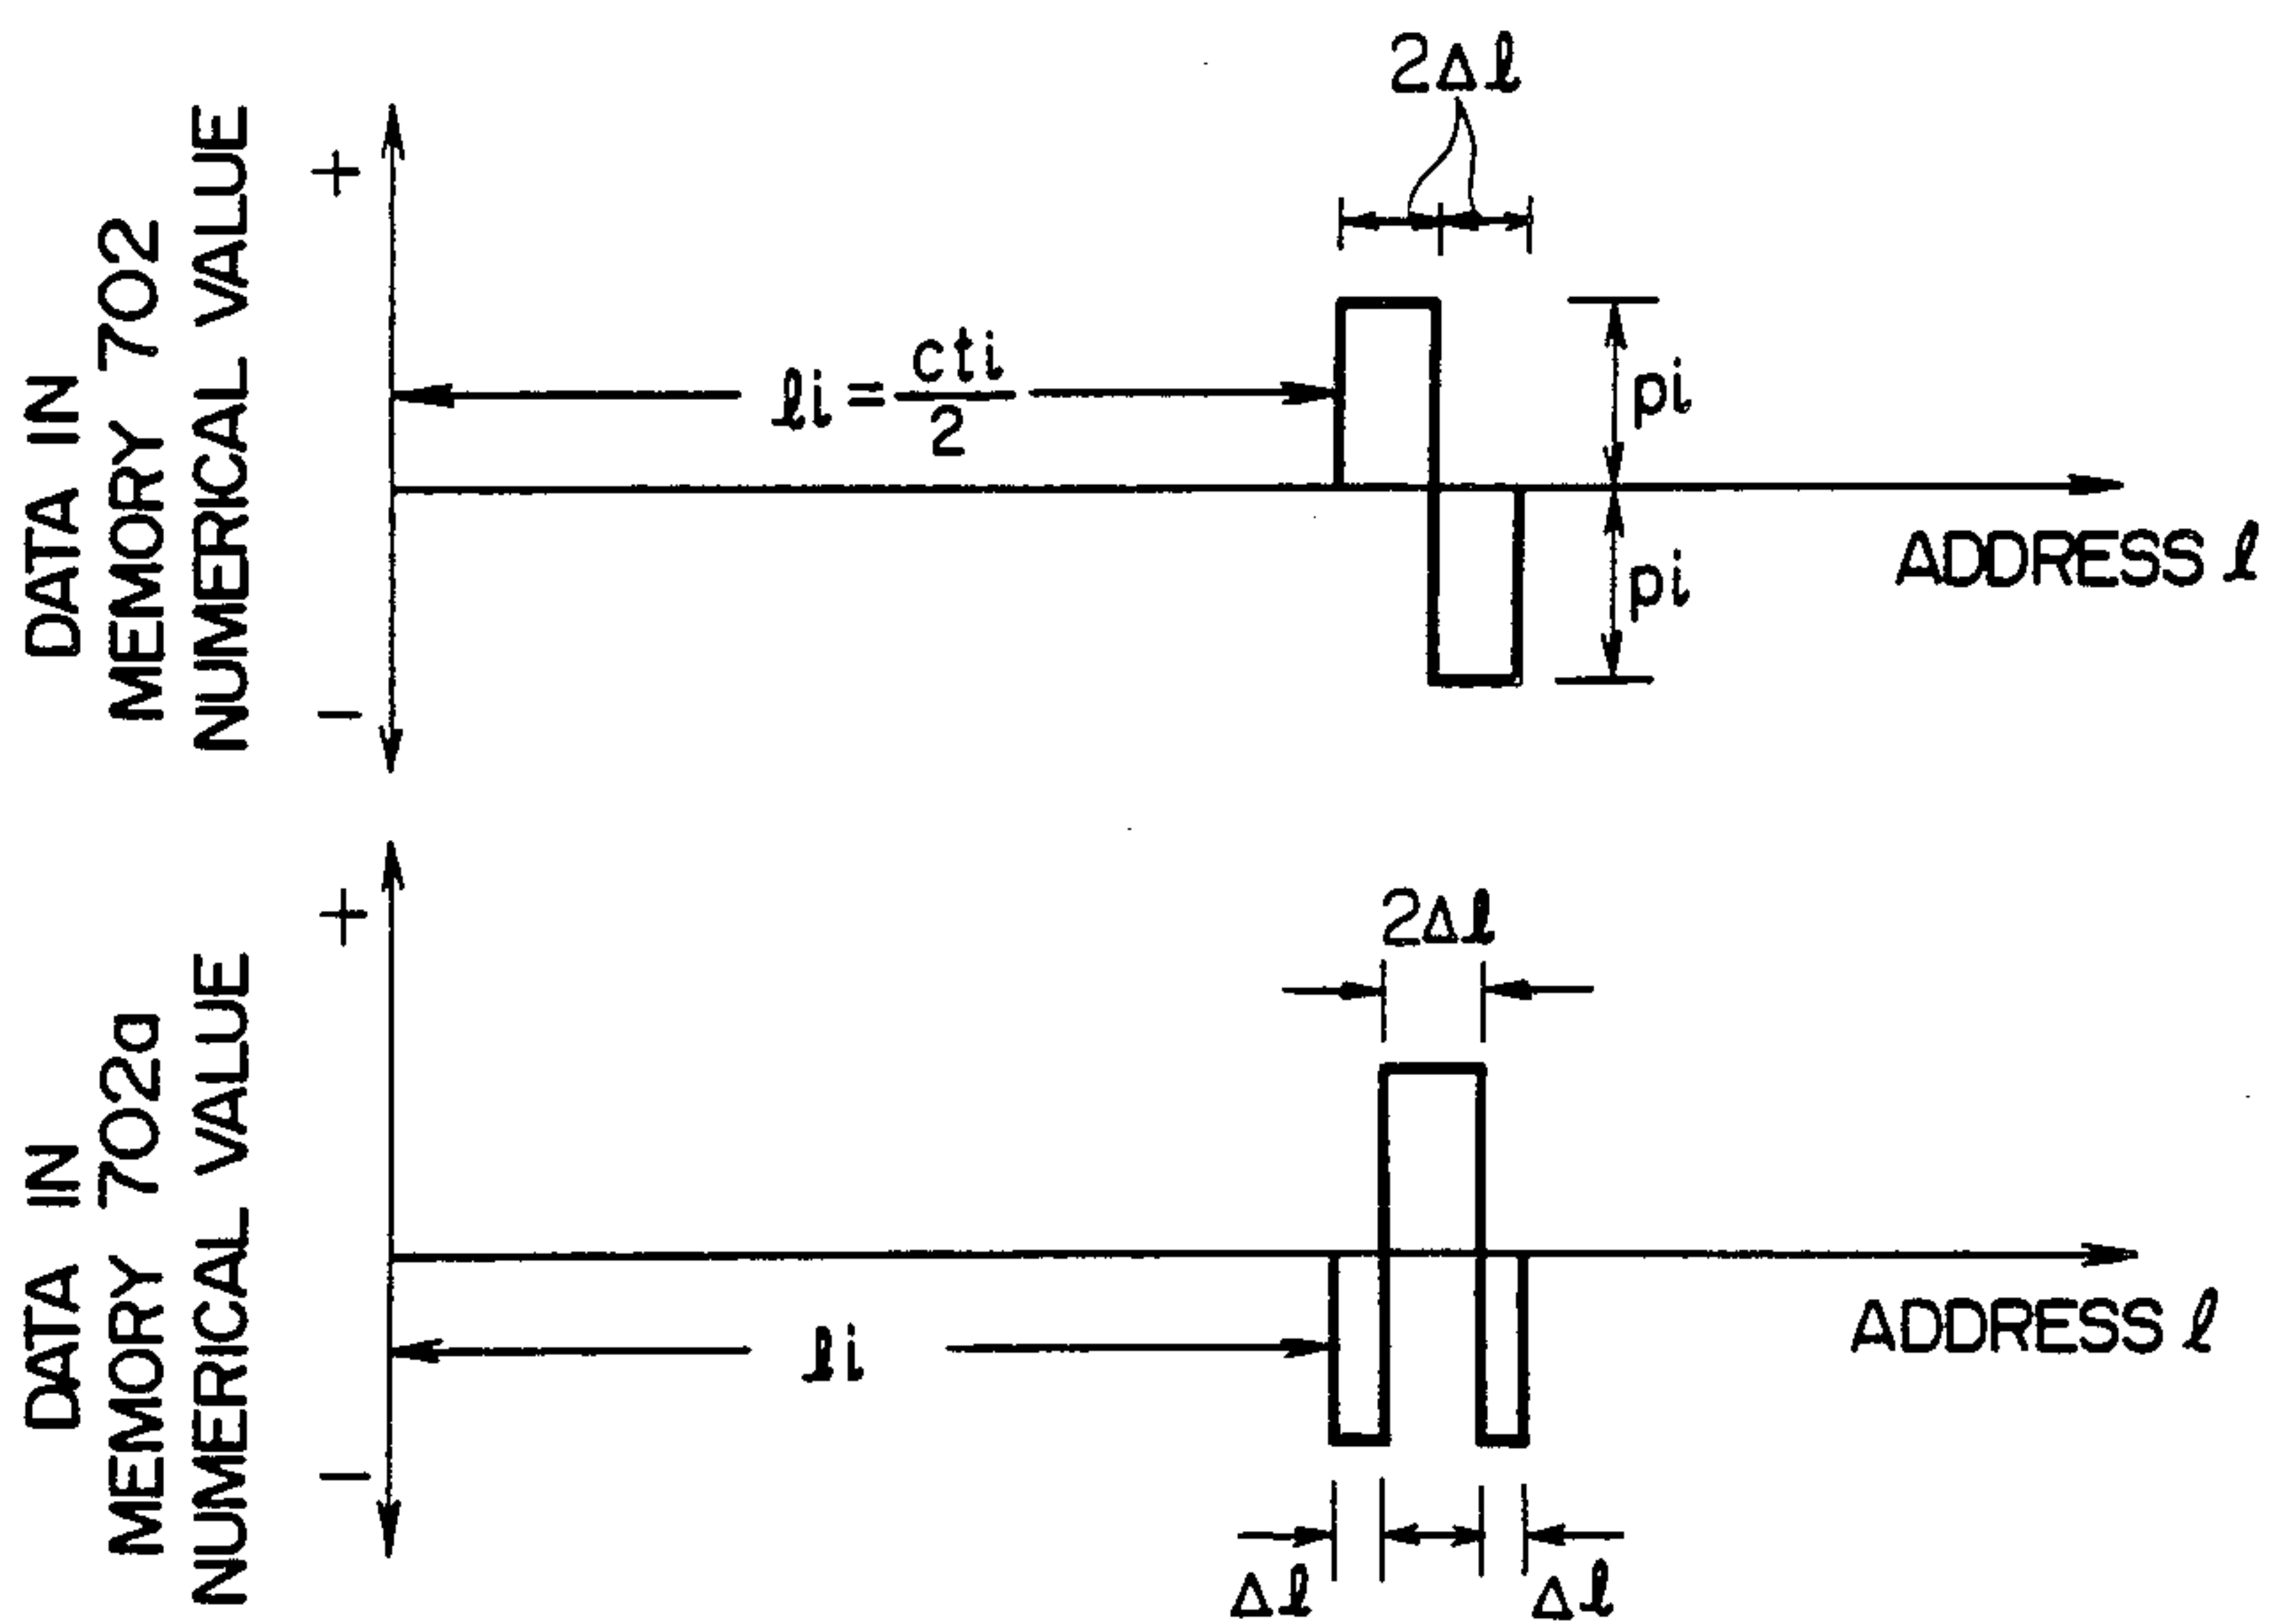 DATA IN
MEMORY 702
NUMERICAL VALUE
+
−
2Δℓ
ℓi = cti/2
pi
pi
ADDRESS ℓ
DATA IN
MEMORY 702a
NUMERICAL VALUE
+
−
2Δℓ
ℓi
ADDRESS ℓ
Δℓ
Δℓ